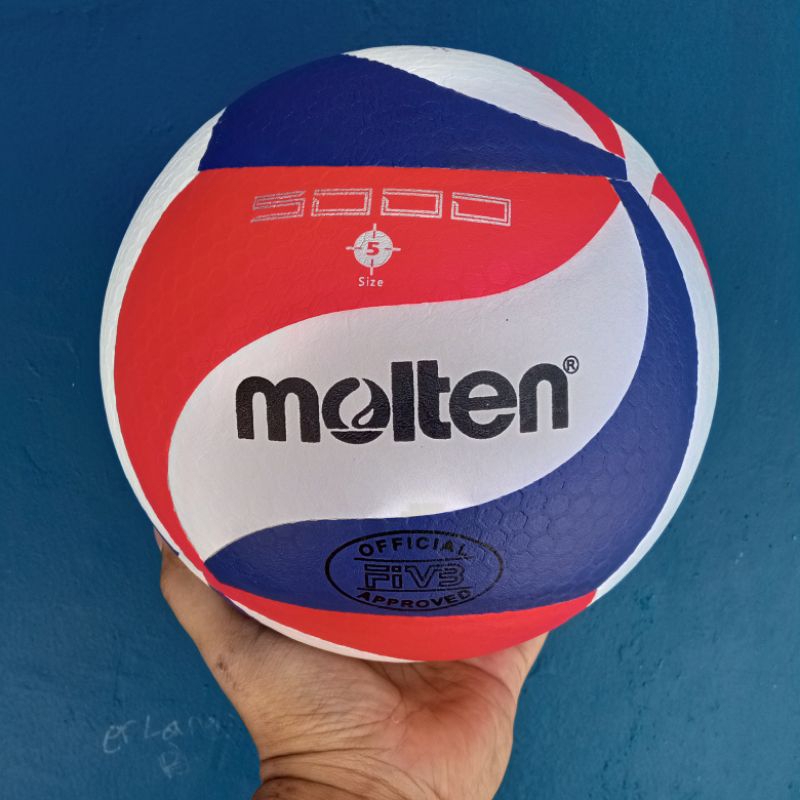 5000
5
Size
molten®
OFFICIAL
FiVB
APPROVED